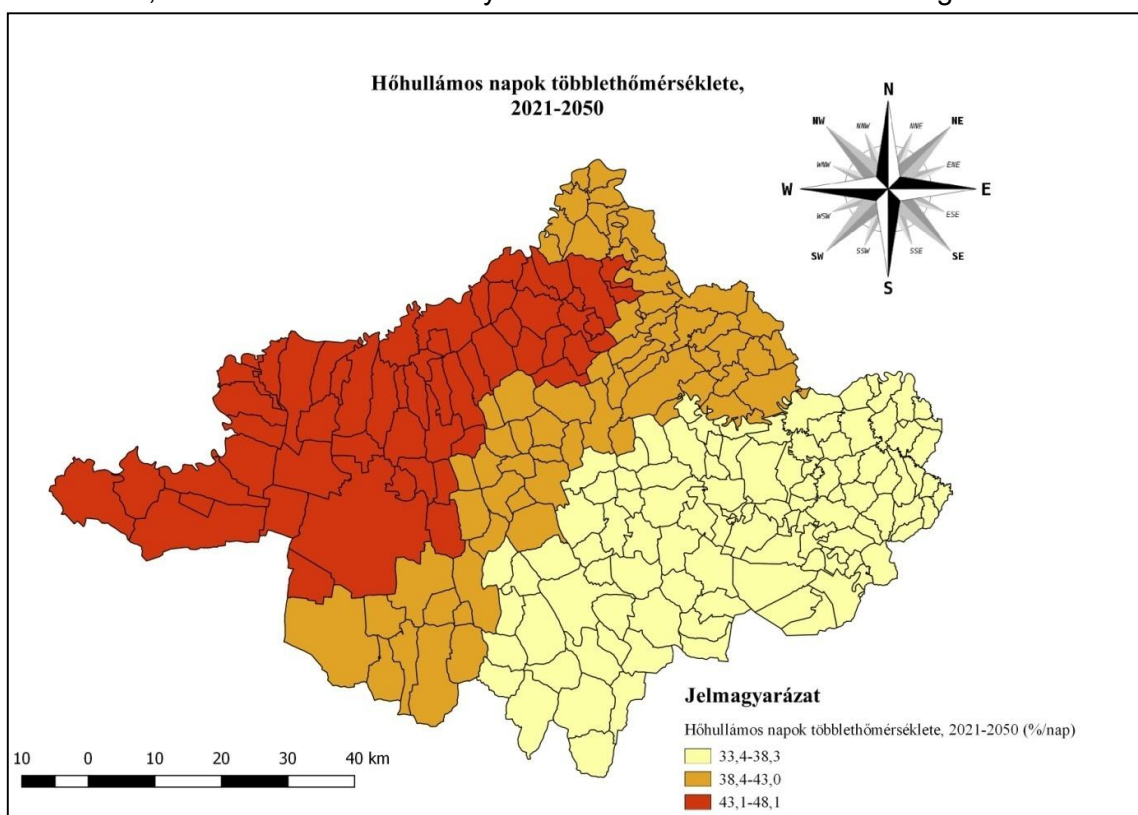 Hőhullámos napok többlethőmérséklete,
2021-2050
N
NNW
NNE
NW
NE
WNW
ENE
W
E
WSW
ESE
SW
SSW
SSE
SE
S
Jelmagyarázat
Hőhullámos napok többlethőmérséklete, 2021-2050 (%/nap)
33,4-38,3
38,4-43,0
43,1-48,1
10 0 10 20 30 40 km